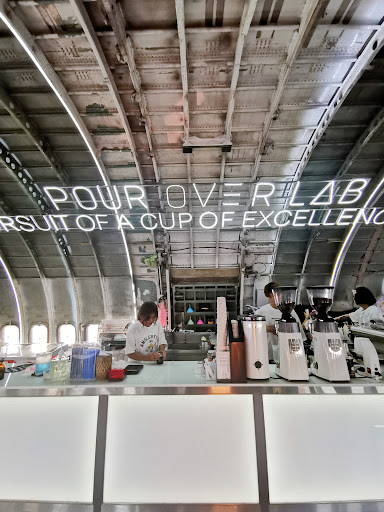 POUR OVER LAB
RSUIT OF A CUP OF EXCELLENC